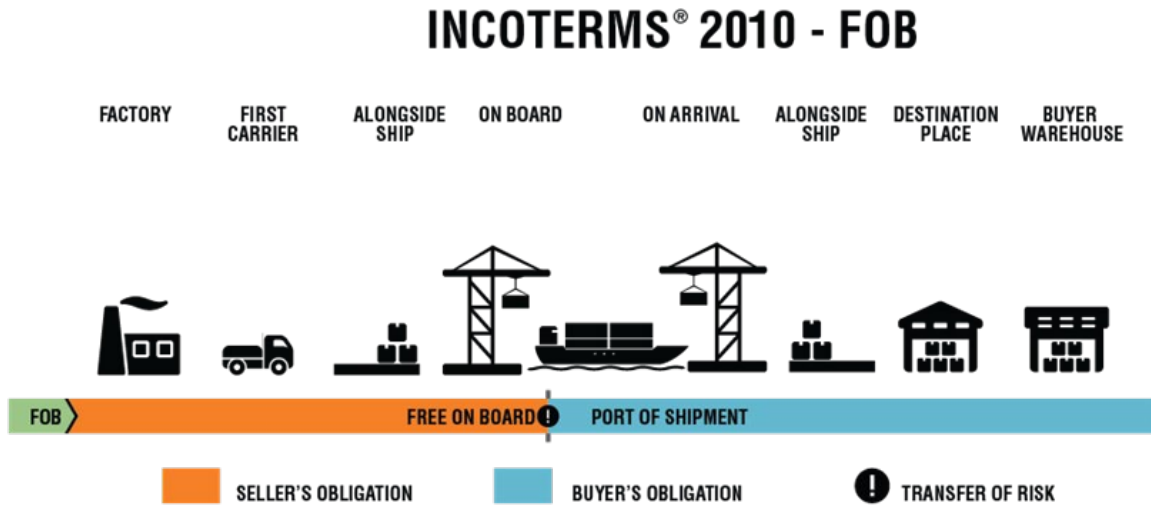 INCOTERMS® 2010 - FOB
FACTORY
FIRST
CARRIER
ALONGSIDE
SHIP
ON BOARD
ON ARRIVAL
ALONGSIDE
SHIP
DESTINATION
PLACE
BUYER
WAREHOUSE
FOB
FREE ON BOARD
!
PORT OF SHIPMENT
SELLER'S OBLIGATION
BUYER'S OBLIGATION
!
TRANSFER OF RISK